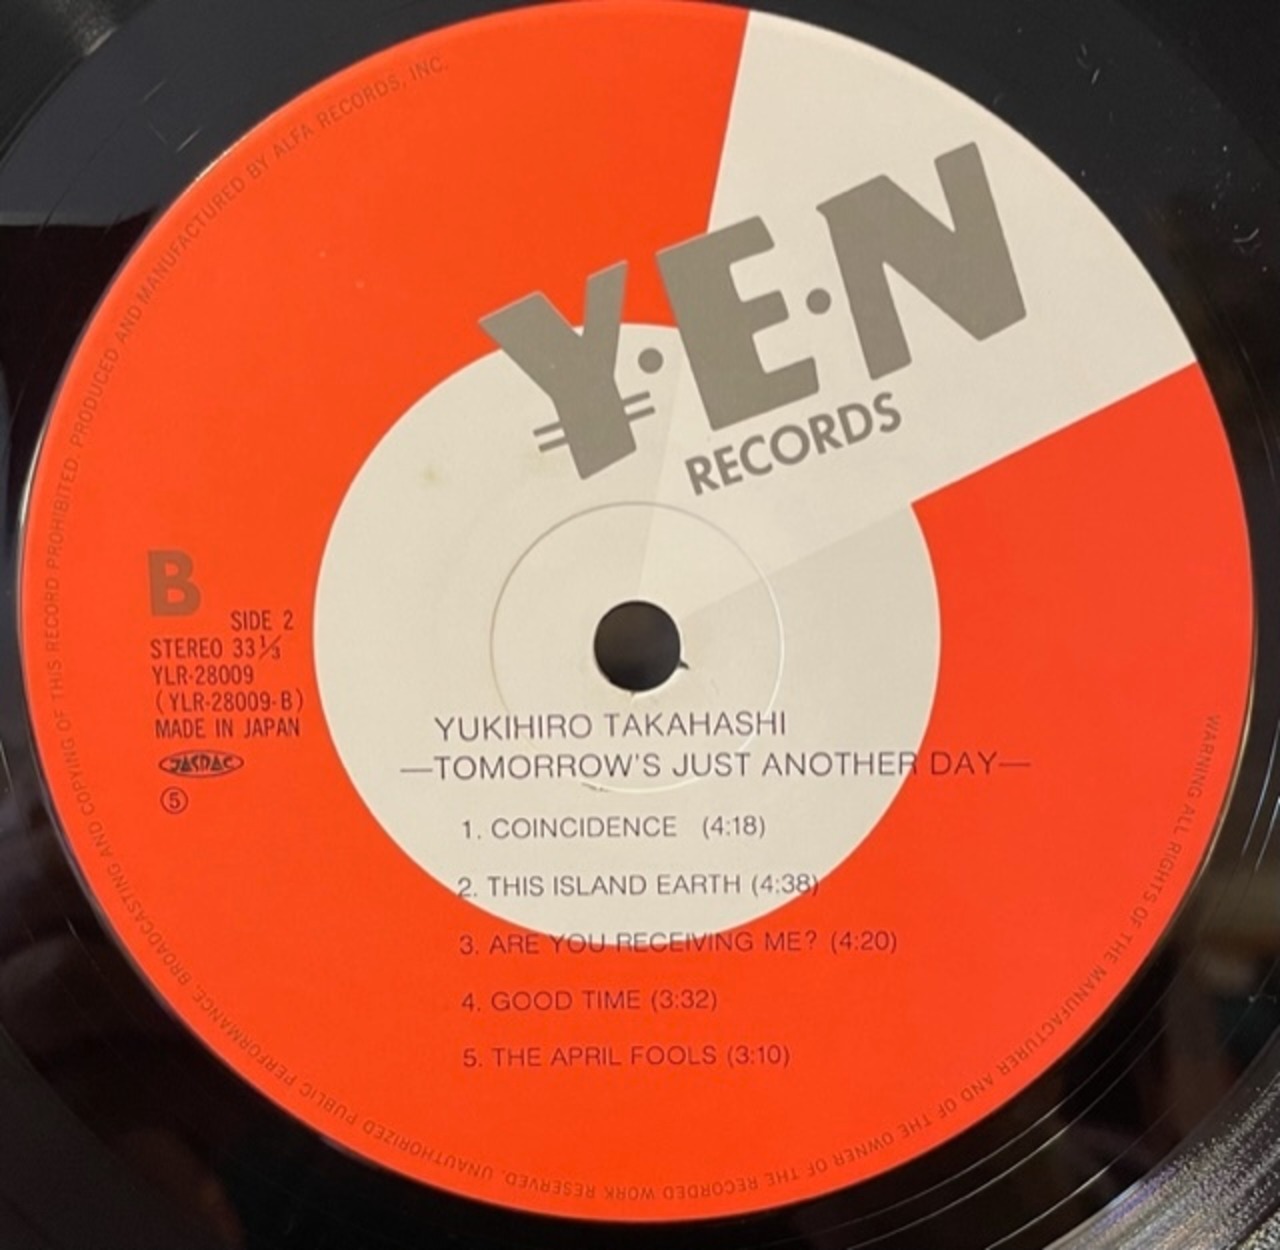 Y·E·N
RECORDS
B
SIDE 2
STEREO 33⅓
YLR-28009
(YLR-28009-B)
MADE IN JAPAN
JASRAC
⑤
YUKIHIRO TAKAHASHI
—TOMORROW'S JUST ANOTHER DAY—
1. COINCIDENCE (4:18)
2. THIS ISLAND EARTH (4:38)
3. ARE YOU RECEIVING ME? (4:20)
4. GOOD TIME (3:32)
5. THE APRIL FOOLS (3:10)
WARNING ALL RIGHTS OF THE MANUFACTURER AND OF THE OWNER OF THE RECORDED WORK RESERVED. UNAUTHORIZED PUBLIC PERFORMANCE, BROADCASTING AND COPYING OF THIS RECORD PROHIBITED. PRODUCED AND MANUFACTURED BY ALFA RECORDS, INC.